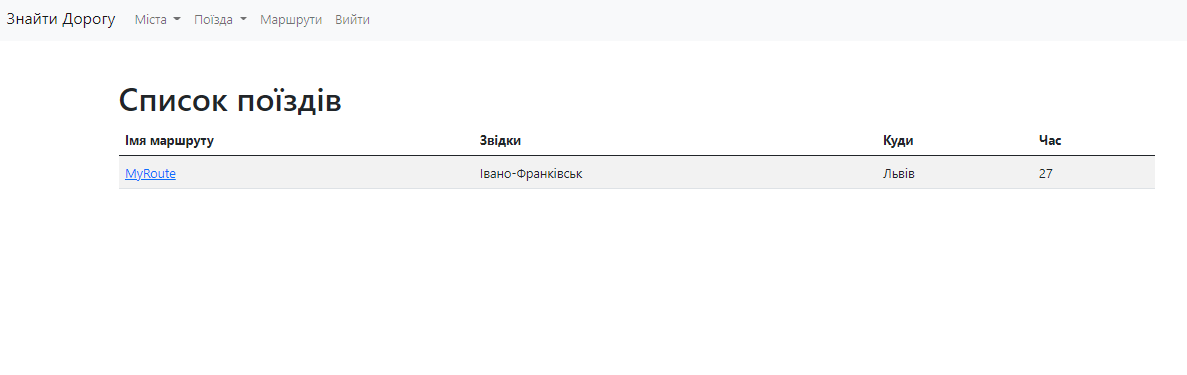 Знайти Дорогу Міста Поїзда Маршрути Вийти
Список поїздів
Імя маршруту Звідки Куди Час
MyRoute Івано-Франківськ Львів 27